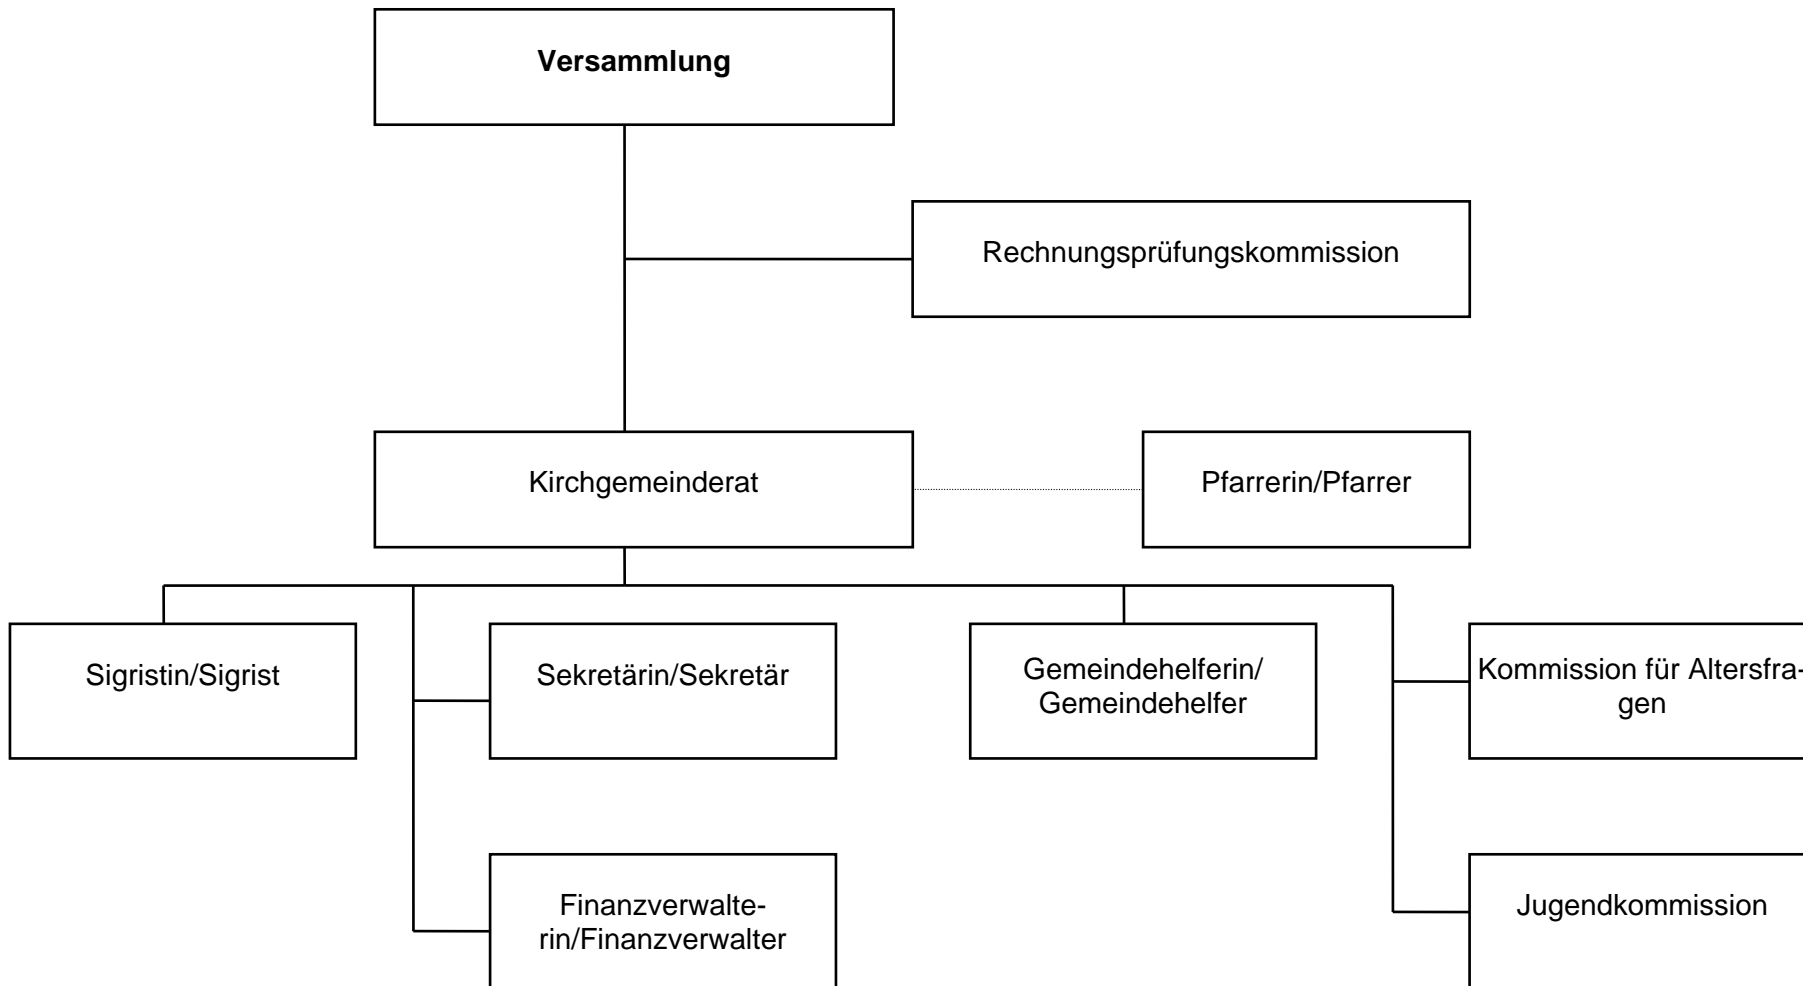 Versammlung
Rechnungsprüfungskommission
Kirchgemeinderat
Pfarrerin/Pfarrer
Sigristin/Sigrist
Sekretärin/Sekretär
Gemeindehelferin/
Gemeindehelfer
Kommission für Altersfra-
gen
Finanzverwalte-
rin/Finanzverwalter
Jugendkommission